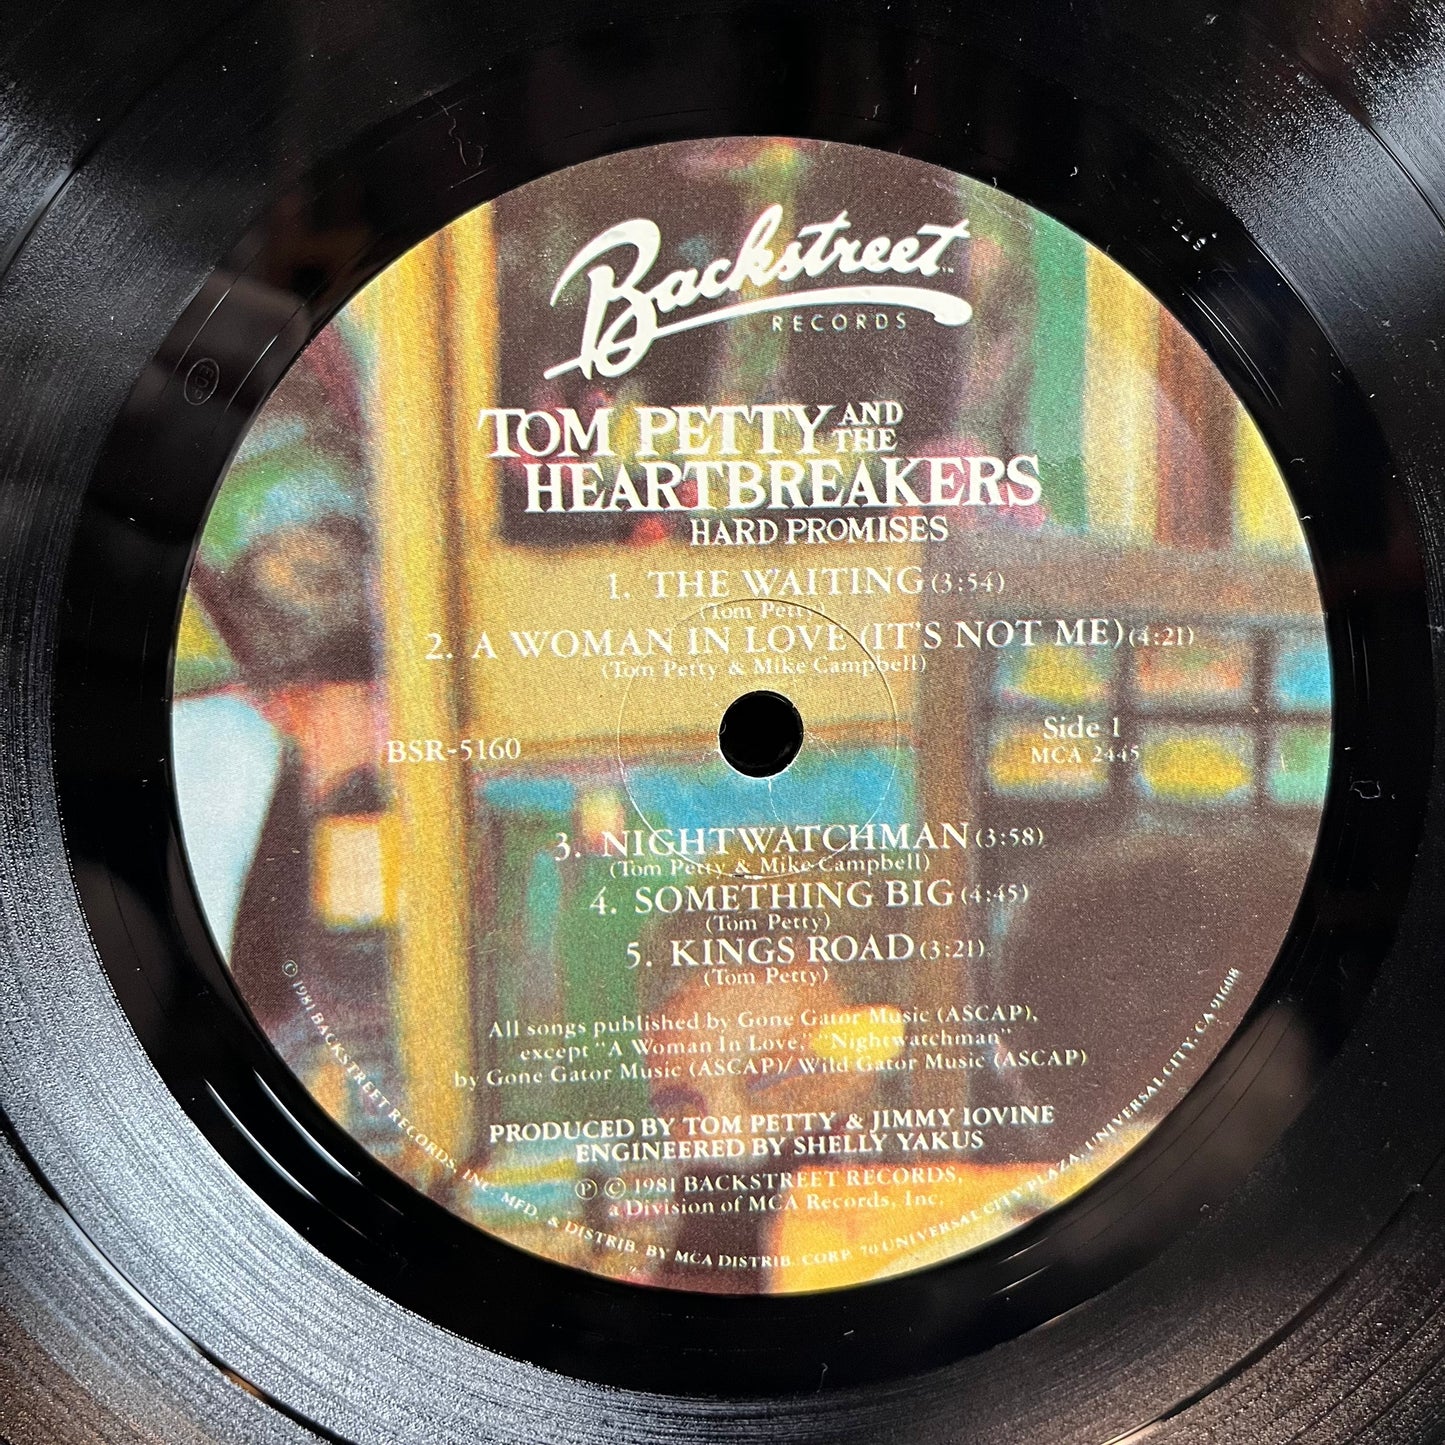 Backstreet™
RECORDS
TOM PETTY AND THE
HEARTBREAKERS
HARD PROMISES
1. THE WAITING (3:54)
(Tom Petty)
2. A WOMAN IN LOVE (IT'S NOT ME) (4:21)
(Tom Petty & Mike Campbell)
BSR-5160
Side 1
MCA 2445
3. NIGHTWATCHMAN (3:58)
(Tom Petty & Mike Campbell)
4. SOMETHING BIG (4:45)
(Tom Petty)
5. KINGS ROAD (3:21)
(Tom Petty)
All songs published by Gone Gator Music (ASCAP),
except "A Woman In Love," "Nightwatchman"
by Gone Gator Music (ASCAP)/ Wild Gator Music (ASCAP)
PRODUCED BY TOM PETTY & JIMMY IOVINE
ENGINEERED BY SHELLY YAKUS
℗ © 1981 BACKSTREET RECORDS,
a Division of MCA Records, Inc.
© 1981 BACKSTREET RECORDS, INC. MFD. & DISTRIB. BY MCA DISTRIB. CORP. 70 UNIVERSAL CITY PLAZA, UNIVERSAL CITY, CA 91608